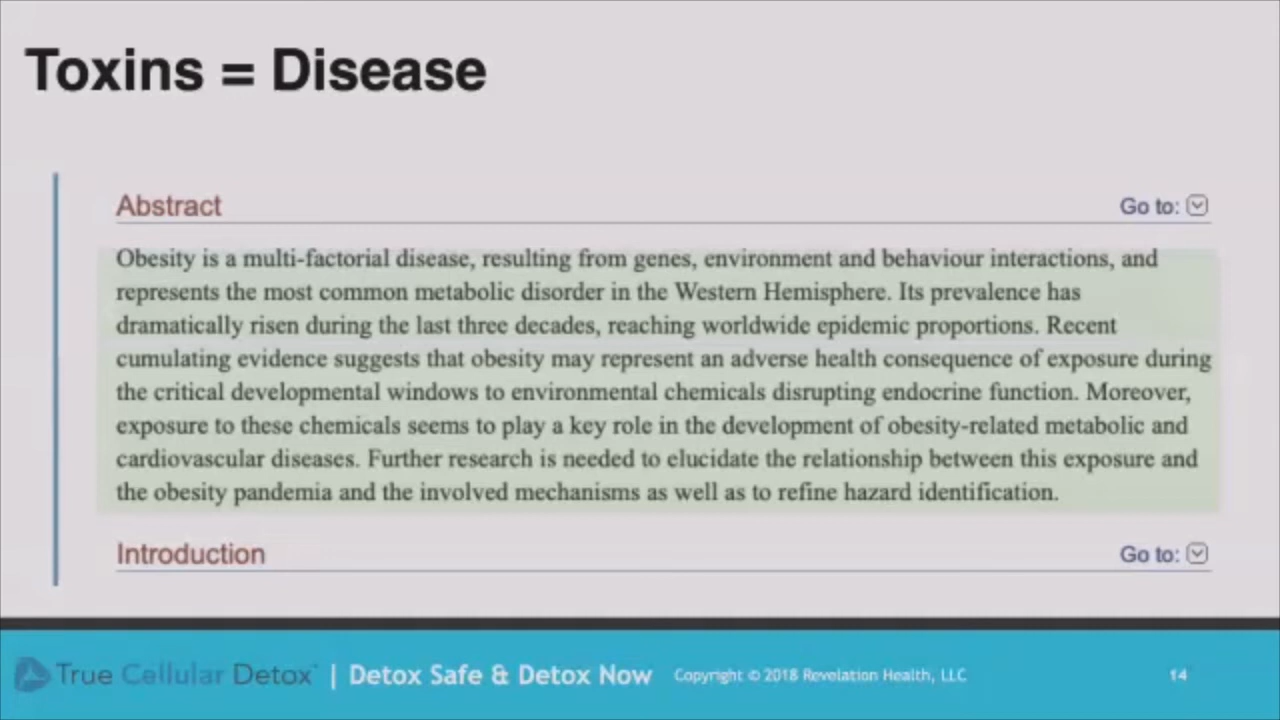 Toxins = Disease
Abstract
Go to:
Obesity is a multi-factorial disease, resulting from genes, environment and behaviour interactions, and
represents the most common metabolic disorder in the Western Hemisphere. Its prevalence has
dramatically risen during the last three decades, reaching worldwide epidemic proportions. Recent
cumulating evidence suggests that obesity may represent an adverse health consequence of exposure during
the critical developmental windows to environmental chemicals disrupting endocrine function. Moreover,
exposure to these chemicals seems to play a key role in the development of obesity-related metabolic and
cardiovascular diseases. Further research is needed to elucidate the relationship between this exposure and
the obesity pandemia and the involved mechanisms as well as to refine hazard identification.
Introduction
Go to:
True Cellular Detox | Detox Safe & Detox Now Copyright © 2018 Revelation Health, LLC 14